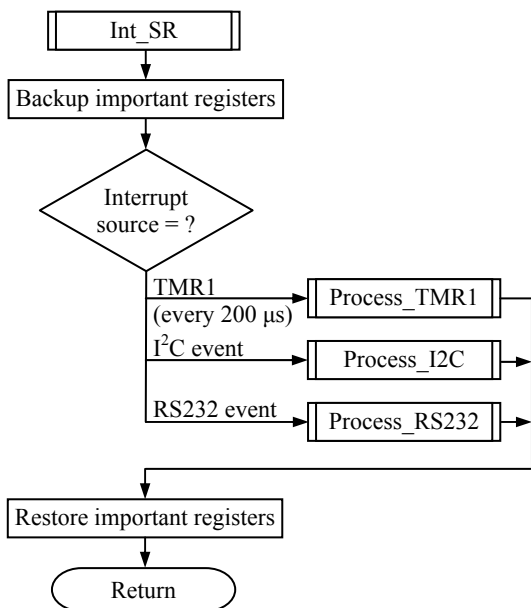 Int_SR
Backup important registers
Interrupt
source = ?
TMR1
(every 200 µs)
Process_TMR1
I²C event
Process_I2C
RS232 event
Process_RS232
Restore important registers
Return